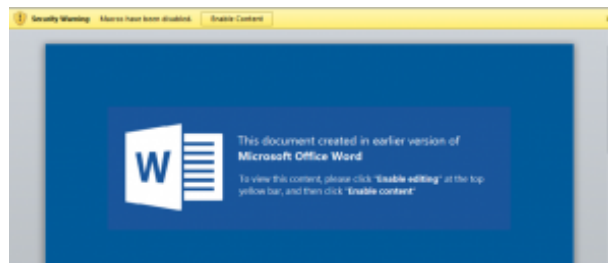 Security Warning Macros have been disabled. Enable Content
W
This document created in earlier version of
Microsoft Office Word
To view this content, please click "Enable editing" at the top
yellow bar, and then click "Enable content"